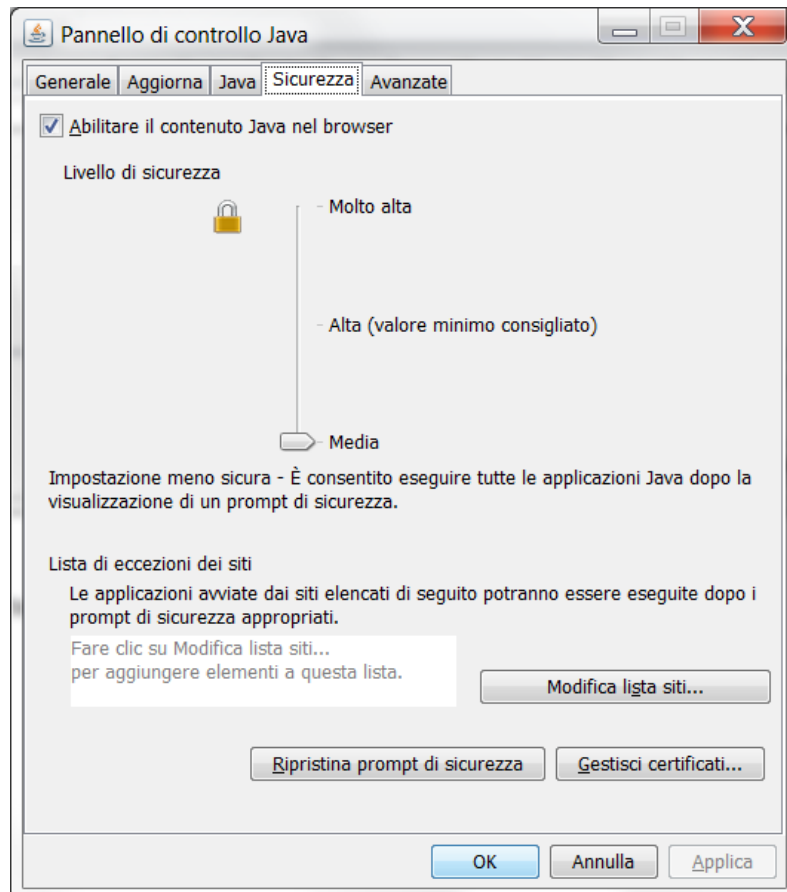 Pannello di controllo Java
Generale Aggiorna Java Sicurezza Avanzate
Abilitare il contenuto Java nel browser
Livello di sicurezza
- Molto alta
- Alta (valore minimo consigliato)
- Media
Impostazione meno sicura - È consentito eseguire tutte le applicazioni Java dopo la
visualizzazione di un prompt di sicurezza.
Lista di eccezioni dei siti
Le applicazioni avviate dai siti elencati di seguito potranno essere eseguite dopo i
prompt di sicurezza appropriati.
Fare clic su Modifica lista siti...
per aggiungere elementi a questa lista.
Modifica lista siti...
Ripristina prompt di sicurezza Gestisci certificati...
OK Annulla Applica